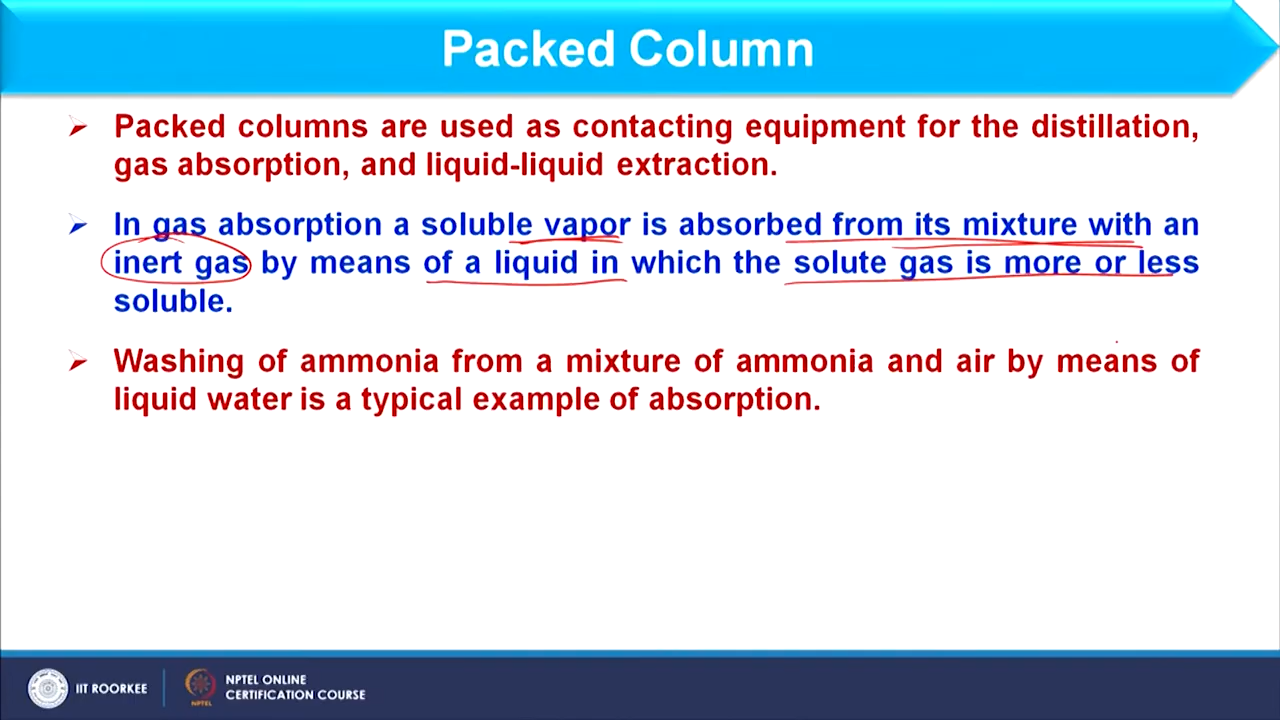 Packed Column
Packed columns are used as contacting equipment for the distillation,
gas absorption, and liquid-liquid extraction.
In gas absorption a soluble vapor is absorbed from its mixture with an
inert gas by means of a liquid in which the solute gas is more or less
soluble.
Washing of ammonia from a mixture of ammonia and air by means of
liquid water is a typical example of absorption.
IIT ROORKEE
NPTEL
NPTEL ONLINE
CERTIFICATION COURSE